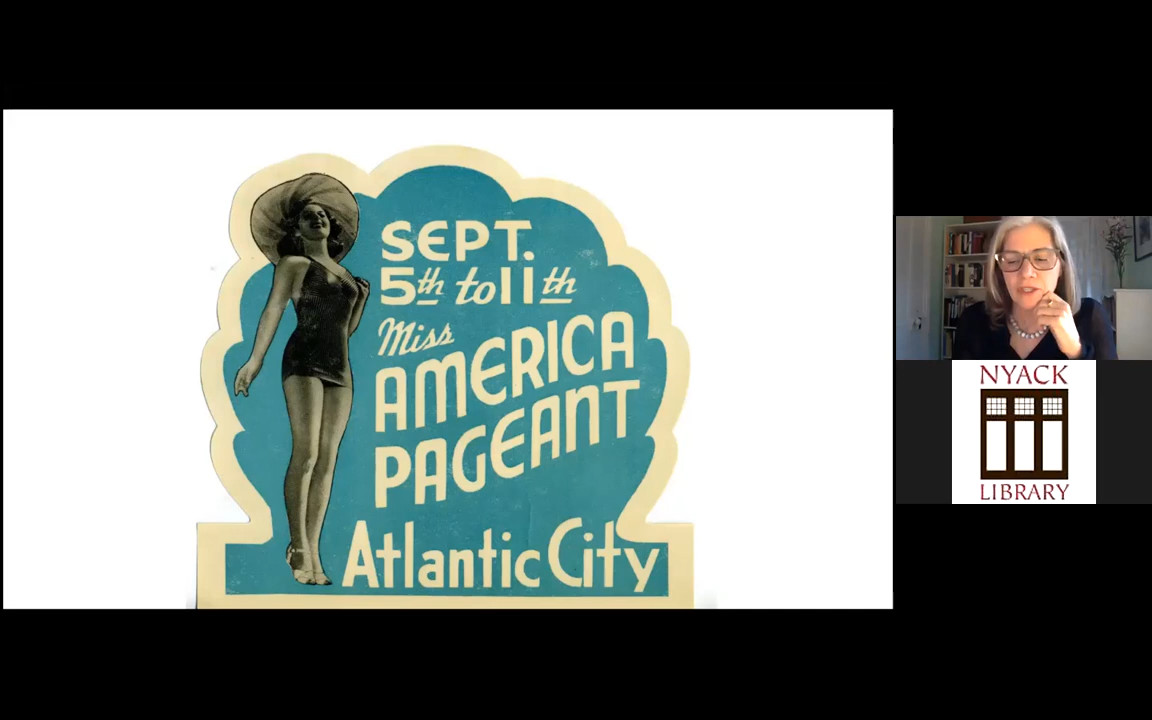 SEPT.
5th to 11th
Miss
AMERICA
PAGEANT
Atlantic City
NYACK
LIBRARY